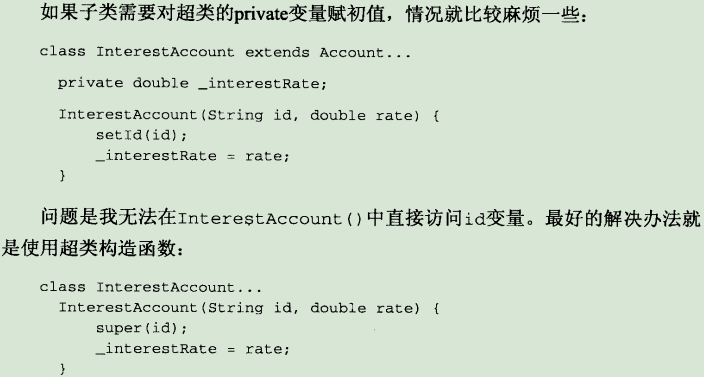 如果子类需要对超类的private变量赋初值，情况就比较麻烦一些：
class InterestAccount extends Account...
private double _interestRate;
InterestAccount(String id, double rate) {
setId(id);
_interestRate = rate;
}
问题是我无法在InterestAccount()中直接访问id变量。最好的解决办法就
是使用超类构造函数：
class InterestAccount...
InterestAccount(String id, double rate) {
super(id);
_interestRate = rate;
}